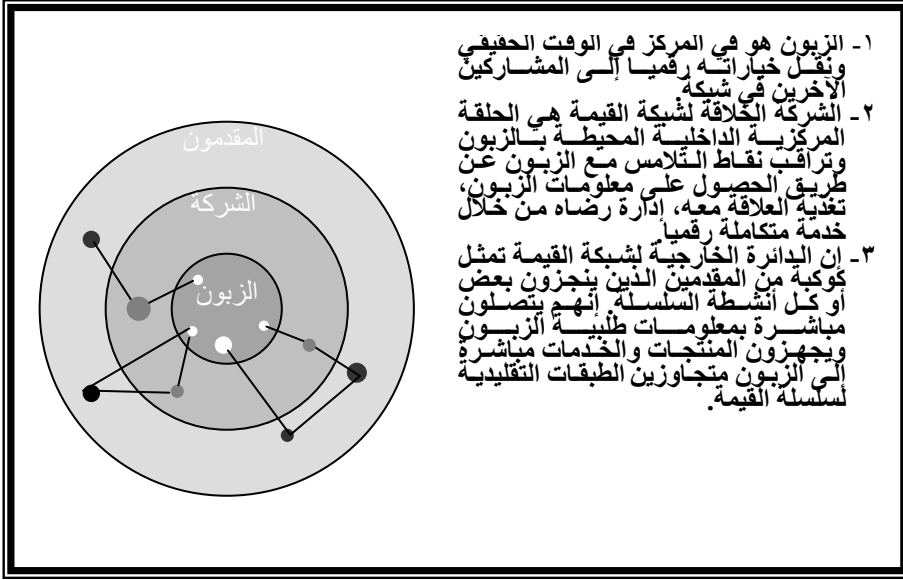 ١- الزبون هو في المركز في الوقت الحقيقي
ونقل خياراته رقميا إلى المشاركين
الآخرين في شبكة.
٢- الشركة الخلاقة لشبكة القيمة هي الحلقة
المركزية الداخلية المحيطة بالزبون
وتراقب نقاط التلامس مع الزبون عن
طريق الحصول على معلومات الزبون،
تغذية العلاقة معه، إدارة رضاه من خلال
خدمة متكاملة رقميا.
٣- إن الدائرة الخارجية لشبكة القيمة تمثل
كوكبة من المقدمين الذين ينجزون بعض
أو كل أنشطة السلسلة. إنهم يتصلون
مباشرة بمعلومات طلبية الزبون
ويجهزون المنتجات والخدمات مباشرة
إلى الزبون متجاوزين الطبقات التقليدية
لسلسلة القيمة.
المقدمون
الشركة
الزبون